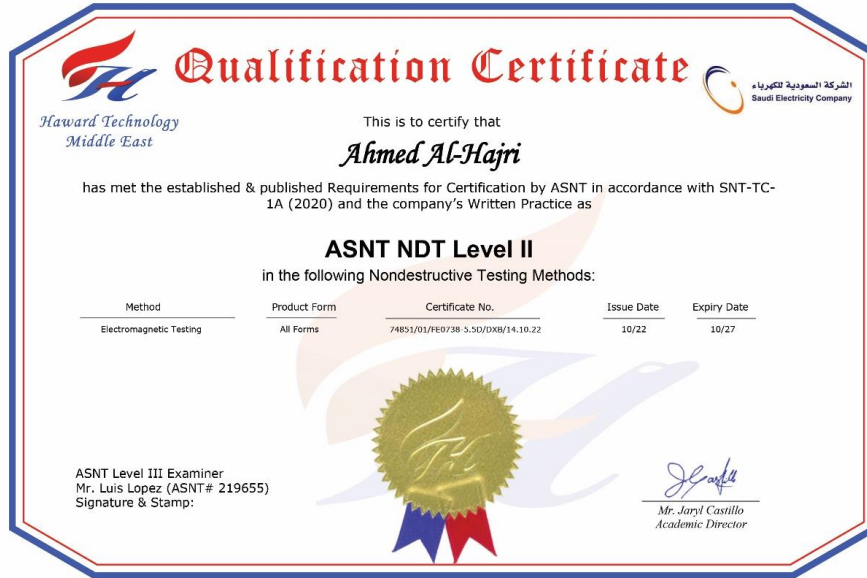 Qualification Certificate
Haward Technology
Middle East
الشركة السعودية للكهرباء
Saudi Electricity Company
This is to certify that
Ahmed Al-Hajri
has met the established & published Requirements for Certification by ASNT in accordance with SNT-TC-
1A (2020) and the company's Written Practice as
ASNT NDT Level II
in the following Nondestructive Testing Methods:
Method Product Form Certificate No. Issue Date Expiry Date
Electromagnetic Testing All Forms 74851/01/FE0738-5.5D/DXB/14.10.22 10/22 10/27
ASNT Level III Examiner
Mr. Luis Lopez (ASNT# 219655)
Signature & Stamp:
Mr. Jaryl Castillo
Academic Director